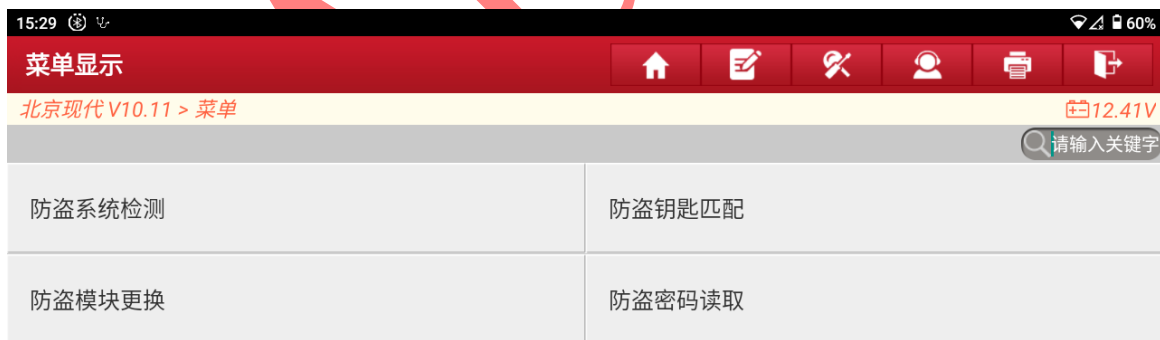 15:29 60%
菜单显示
北京现代 V10.11 > 菜单 12.41V
请输入关键字
防盗系统检测 防盗钥匙匹配
防盗模块更换 防盗密码读取